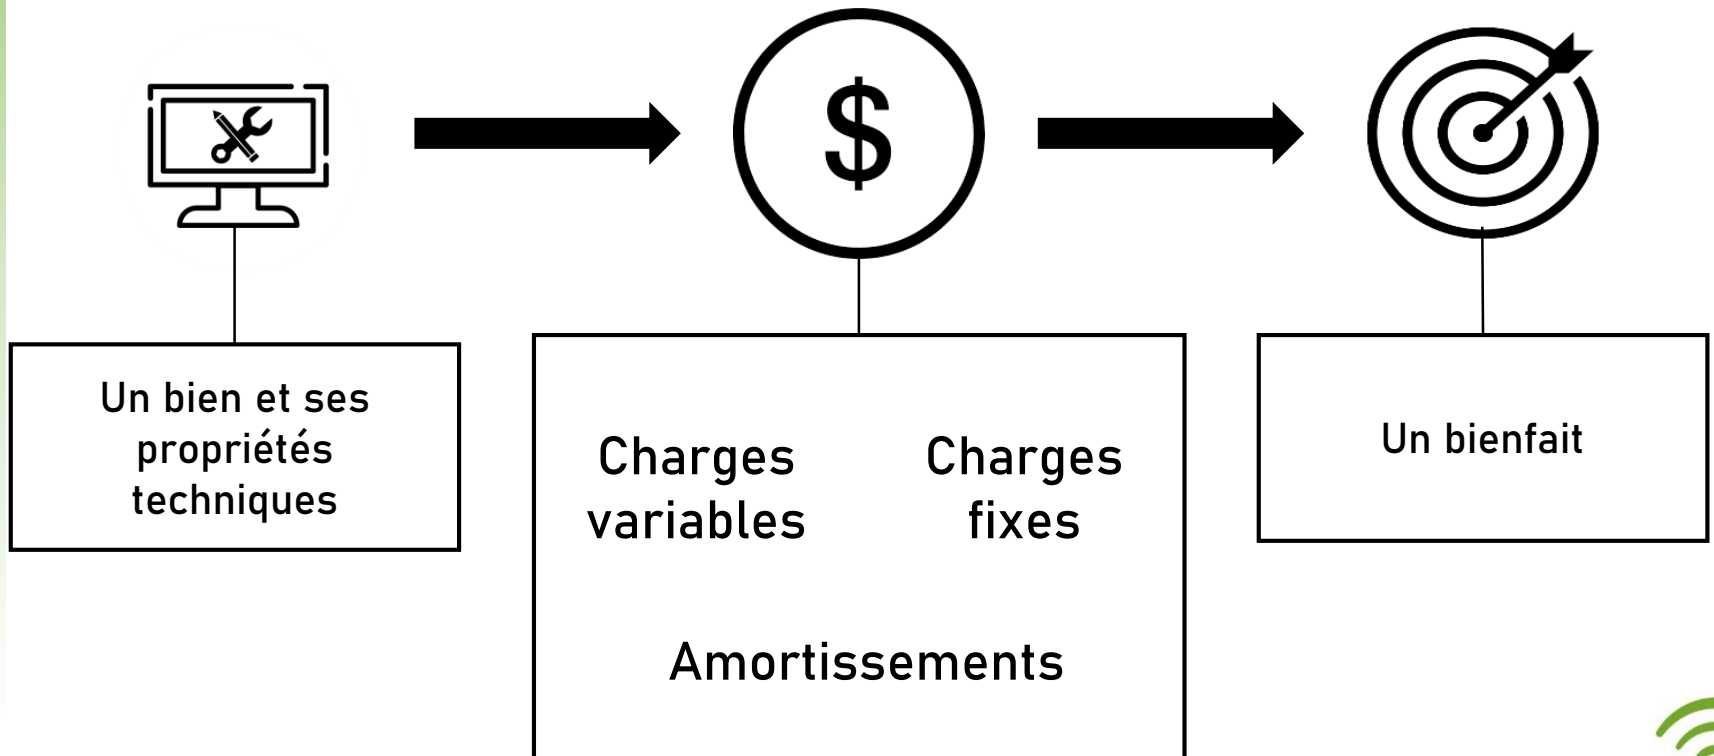 $
Un bien et ses
propriétés
techniques
Charges
variables
Charges
fixes
Amortissements
Un bienfait